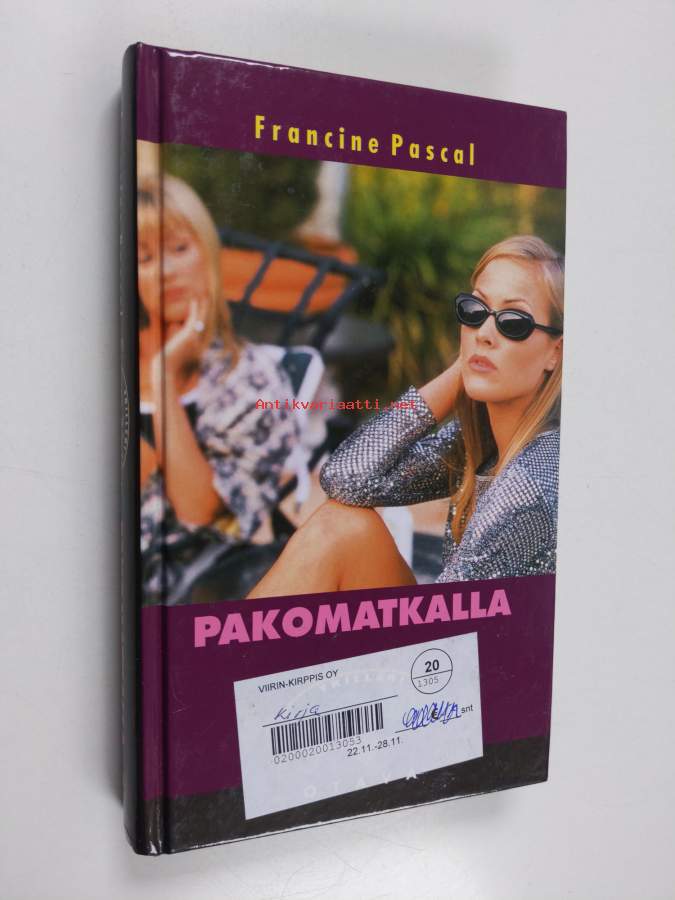 Francine Pascal
Antikvariaatti.net
PAKOMATKALLA
VIIRIN-KIRPPIS OY
20
1305
kirja
€
snt
0200020013053
22.11.-28.11.
OTAVA